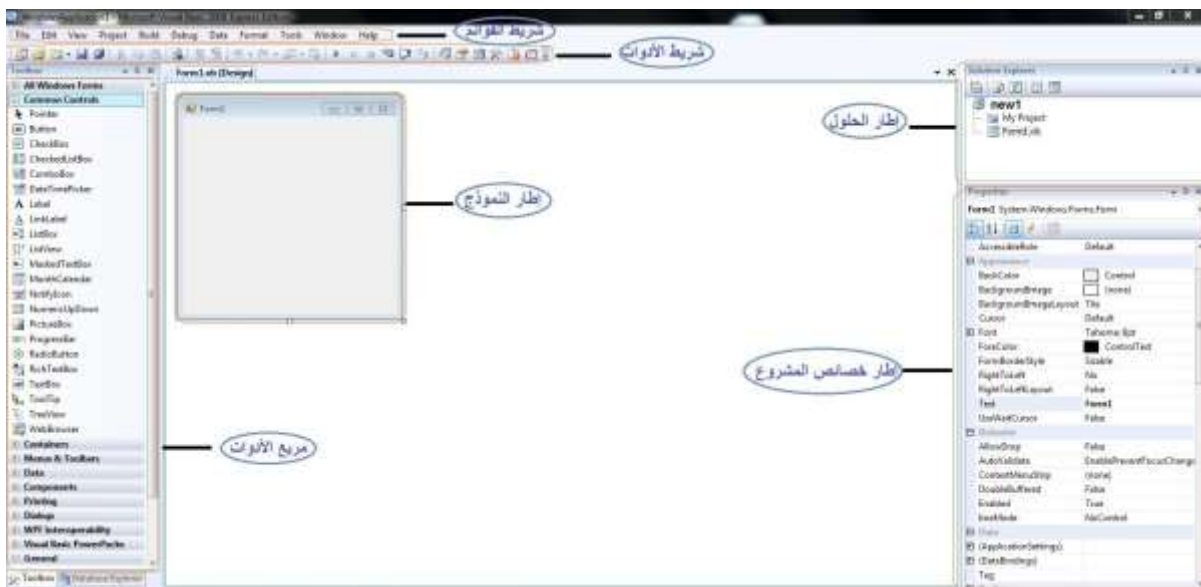 File Edit View Project Build Debug Data Format Tools Window Help
شريط القوائم
شريط الأدوات
Toolbox
All Windows Forms
Common Controls
Pointer
Button
CheckBox
CheckedListBox
ComboBox
DateTimePicker
Label
LinkLabel
ListBox
ListView
MaskedTextBox
MonthCalendar
NotifyIcon
NumericUpDown
PictureBox
ProgressBar
RadioButton
RichTextBox
TextBox
ToolTip
TreeView
WebBrowser
Containers
Menus & Toolbars
Data
Components
Printing
Dialogs
WPF Interoperability
Visual Basic PowerPacks
General
Toolbox Database Explorer
Form1.vb [Design]
Form1
اطار النموذج
مربع الأدوات
اطار الحلول
اطار خصائص المشروع
Solution Explorer
new1
My Project
Form1.vb
Properties
Form1 System.Windows.Forms.Form
AccessibleRole Default
Appearance
BackColor Control
BackgroundImage (none)
BackgroundImageLayout Tile
Cursor Default
Font Tahoma; 8pt
ForeColor ControlText
FormBorderStyle Sizable
RightToLeft No
RightToLeftLayout False
Text Form1
UseWaitCursor False
Behavior
AllowDrop False
AutoValidate EnablePreventFocusChange
ContextMenuStrip (none)
DoubleBuffered False
Enabled True
ImeMode NoControl
Data
(ApplicationSettings)
(DataBindings)
Tag